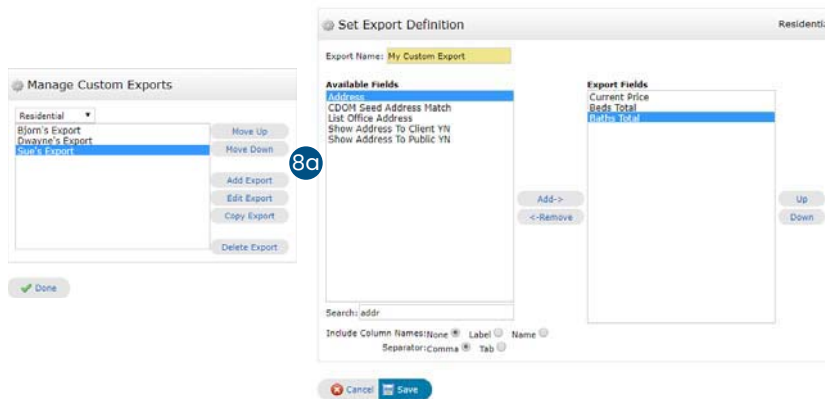 Manage Custom Exports
Residential
Bjorn's Export
Dwayne's Export
Sue's Export
Move Up
Move Down
Add Export
Edit Export
Copy Export
Delete Export
Done
8a
Set Export Definition
Residentia
Export Name: My Custom Export
Available Fields
Address
CDOM Seed Address Match
List Office Address
Show Address To Client YN
Show Address To Public YN
Add->
<-Remove
Export Fields
Current Price
Beds Total
Baths Total
Up
Down
Search: addr
Include Column Names: None Label Name
Separator: Comma Tab
Cancel Save